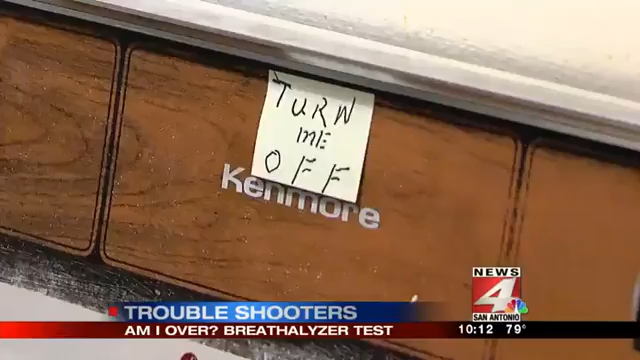 TURN
ME
OFF
Kenmore
NEWS
4
SAN ANTONIO
TROUBLE SHOOTERS
AM I OVER? BREATHALYZER TEST
10:12 79°